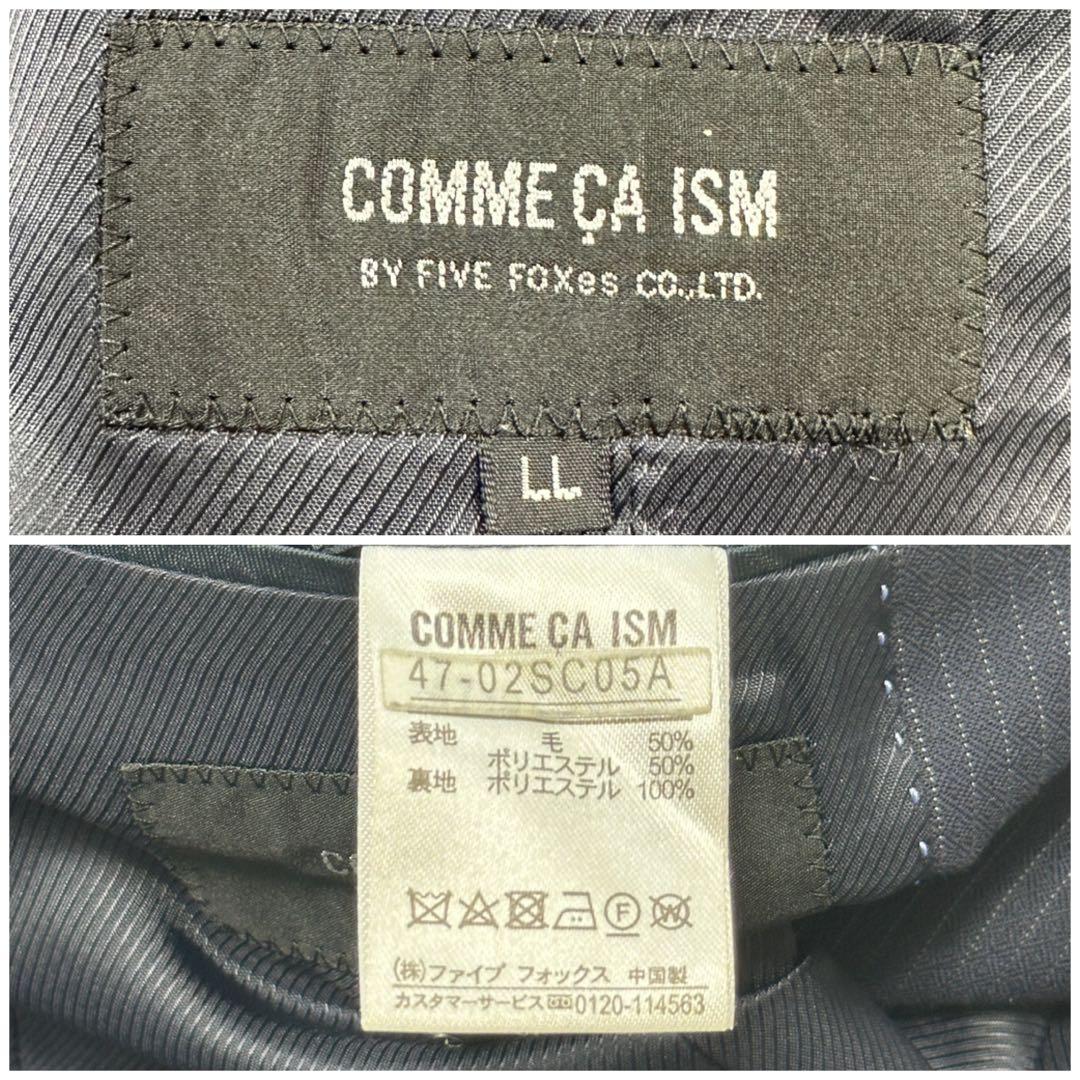 COMME ÇA ISM
BY FIVE FOXes CO.,LTD.
LL
COMME ÇA ISM
47-02SC05A
表地 毛 50%
ポリエステル 50%
裏地 ポリエステル 100%
F W
(株)ファイブ フォックス 中国製
カスタマーサービス 0120-114563